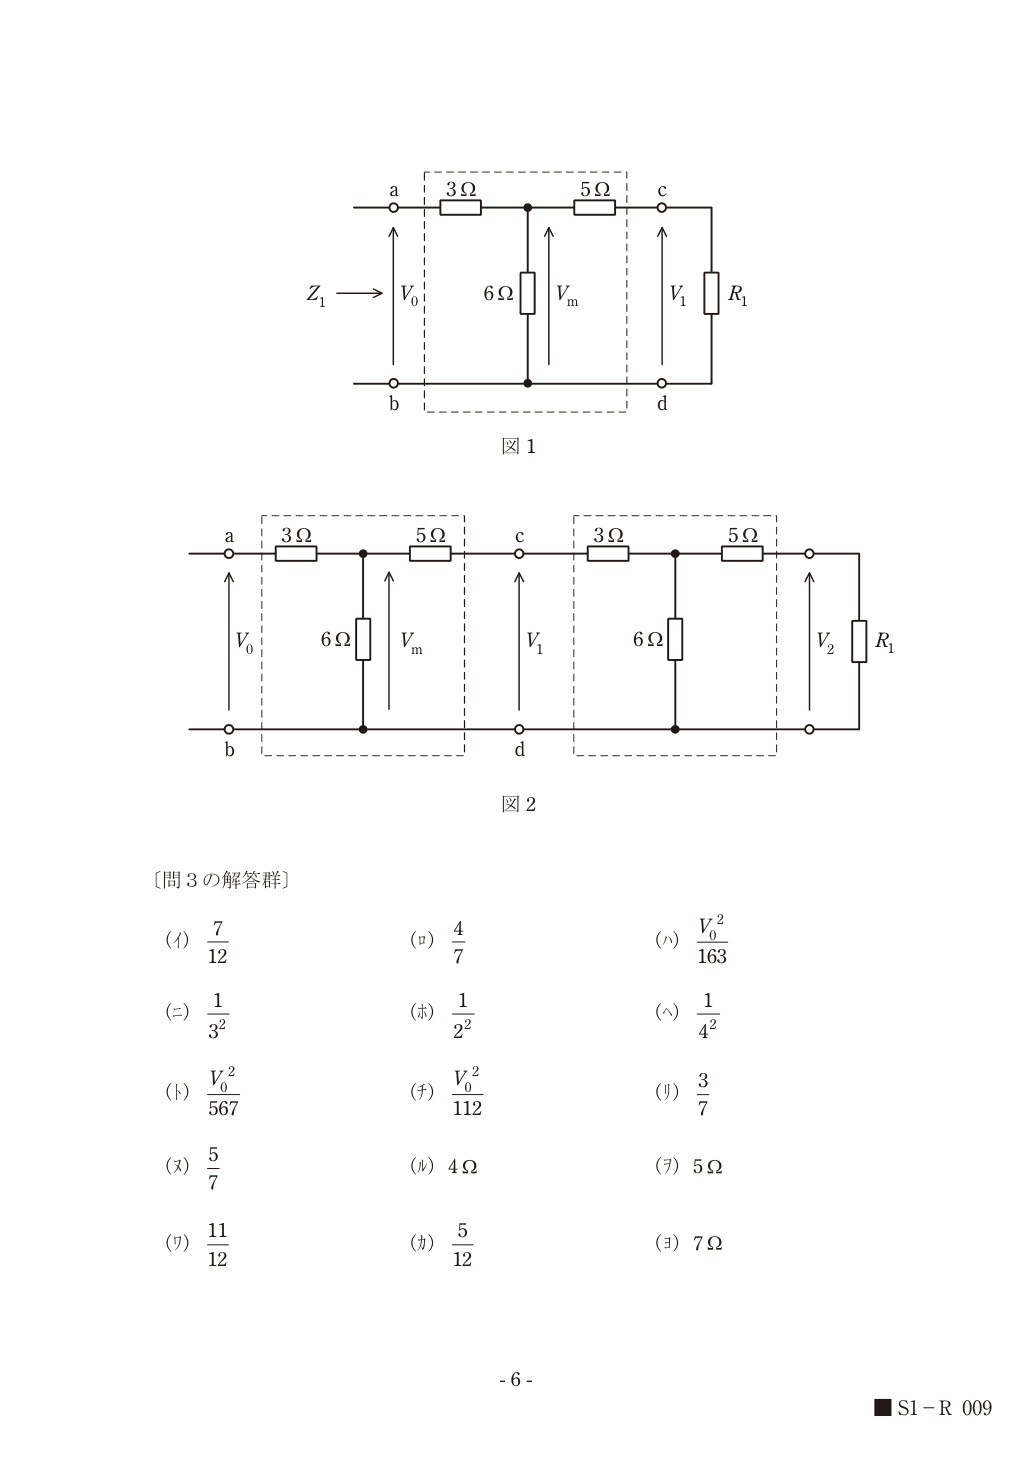 a 3Ω 5Ω c
Z1 V0 6Ω Vm V1 R1
b d
図1
a 3Ω 5Ω c 3Ω 5Ω
V0 6Ω Vm V1 6Ω V2 R1
b d
図2
〔問3の解答群〕
(イ) 7/12 (ロ) 4/7 (ハ) V0^2/163
(ニ) 1/3^2 (ホ) 1/2^2 (ヘ) 1/4^2
(ト) V0^2/567 (チ) V0^2/112 (リ) 3/7
(ヌ) 5/7 (ル) 4Ω (ヲ) 5Ω
(ワ) 11/12 (カ) 5/12 (ヨ) 7Ω
- 6 -
■ S1－R 009